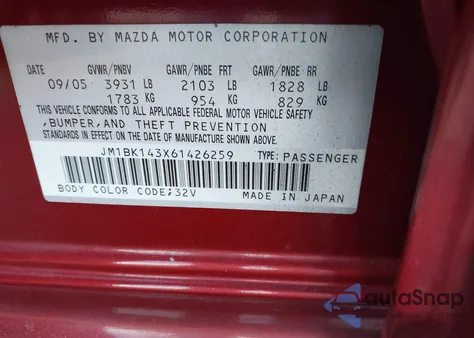 MFD. BY MAZDA MOTOR CORPORATION
DATE GVWR/PNBV GAWR/PNBE FRT GAWR/PNBE RR
09/05 3931 LB 2103 LB 1828 LB
1783 KG 954 KG 829 KG
THIS VEHICLE CONFORMS TO ALL APPLICABLE FEDERAL MOTOR VEHICLE SAFETY
,BUMPER,AND THEFT PREVENTION
STANDARDS IN EFFECT ON THE DATE OF MANUFACTURE SHOWN ABOVE.
JM1BK143X61426259 TYPE: PASSENGER
BODY COLOR CODE;32V MADE IN JAPAN
autoSnap